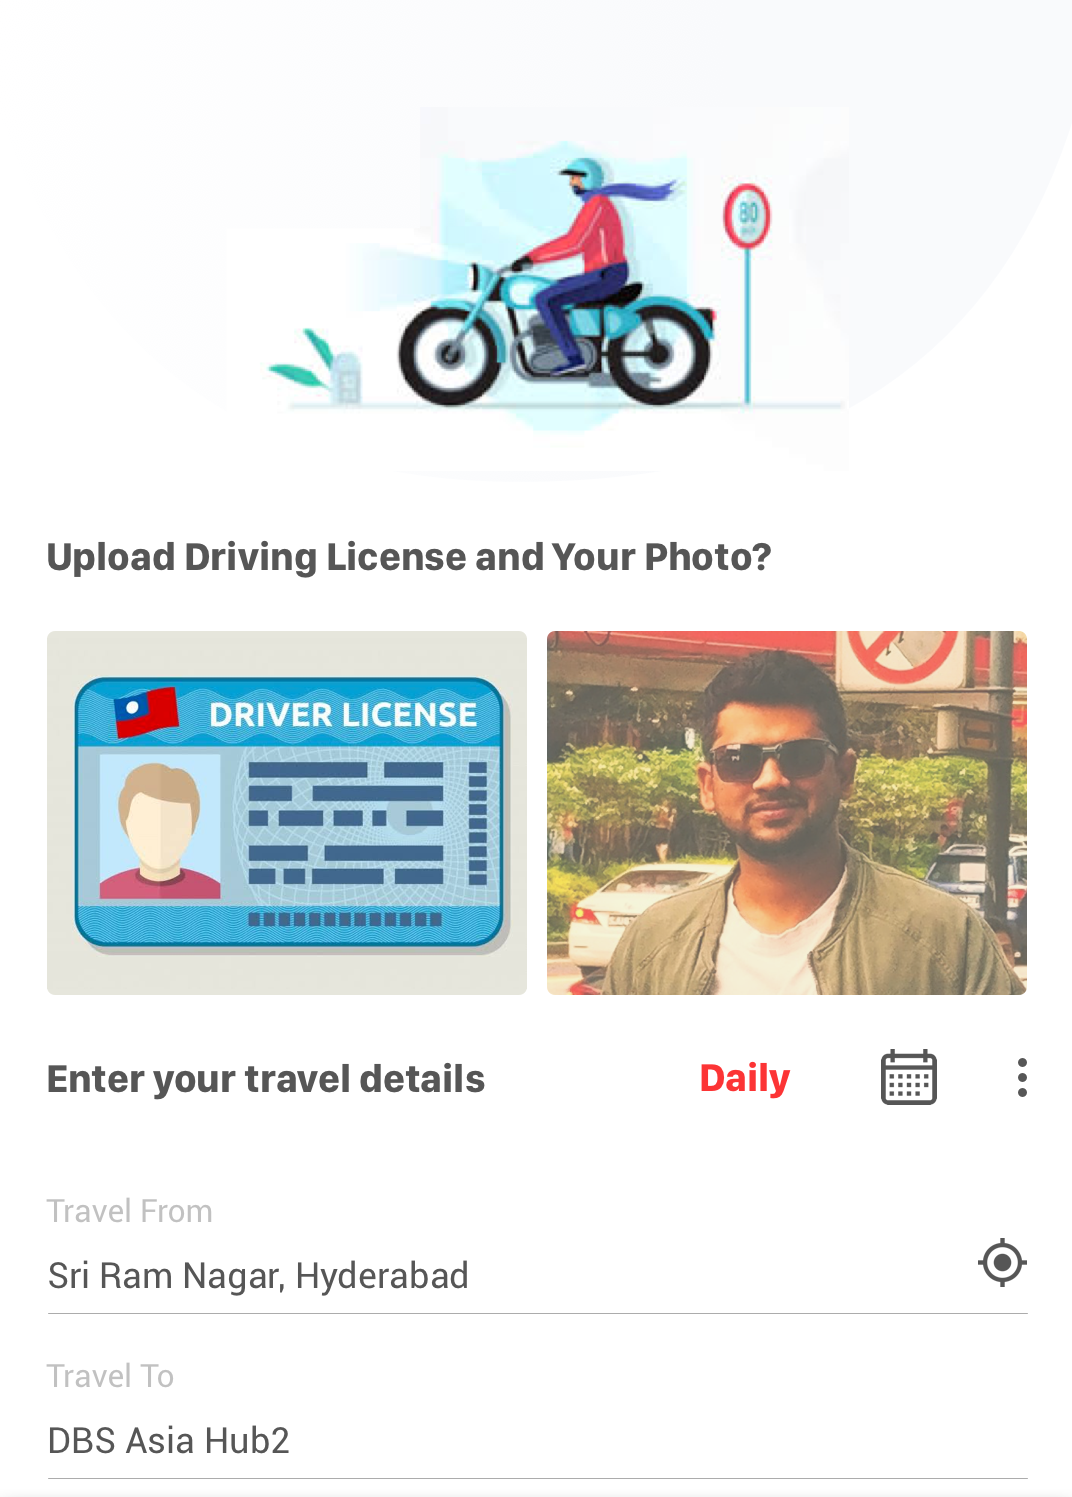 80
Upload Driving License and Your Photo?
DRIVER LICENSE
Enter your travel details
Daily
Travel From
Sri Ram Nagar, Hyderabad
Travel To
DBS Asia Hub2